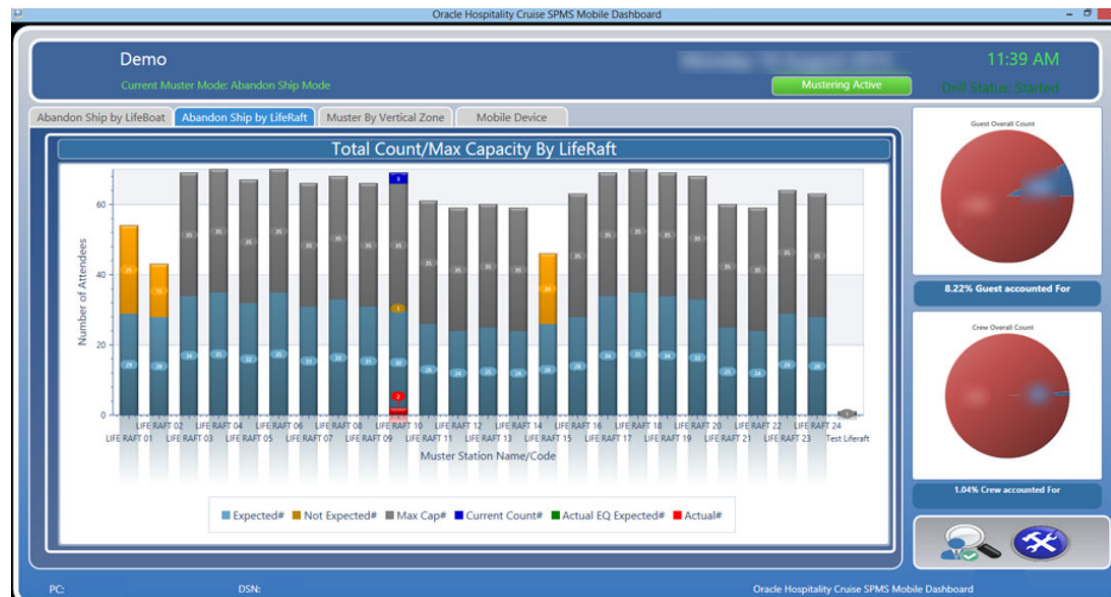 Oracle Hospitality Cruise SPMS Mobile Dashboard
Demo
11:39 AM
Current Muster Mode: Abandon Ship Mode
Mustering Active
Drill Status: Started
Abandon Ship by LifeBoat
Abandon Ship by LifeRaft
Muster By Vertical Zone
Mobile Device
Total Count/Max Capacity By LifeRaft
Number of Attendees
60
40
20
0
LIFE RAFT 02 LIFE RAFT 04 LIFE RAFT 06 LIFE RAFT 08 LIFE RAFT 10 LIFE RAFT 12 LIFE RAFT 14 LIFE RAFT 16 LIFE RAFT 18 LIFE RAFT 20 LIFE RAFT 22 LIFE RAFT 24
LIFE RAFT 01 LIFE RAFT 03 LIFE RAFT 05 LIFE RAFT 07 LIFE RAFT 09 LIFE RAFT 11 LIFE RAFT 13 LIFE RAFT 15 LIFE RAFT 17 LIFE RAFT 19 LIFE RAFT 21 LIFE RAFT 23 Test Liferaft
Muster Station Name/Code
Expected# Not Expected# Max Cap# Current Count# Actual EQ Expected# Actual#
Guest Overall Count
8.22% Guest accounted For
Crew Overall Count
1.04% Crew accounted For
PC:
DSN:
Oracle Hospitality Cruise SPMS Mobile Dashboard